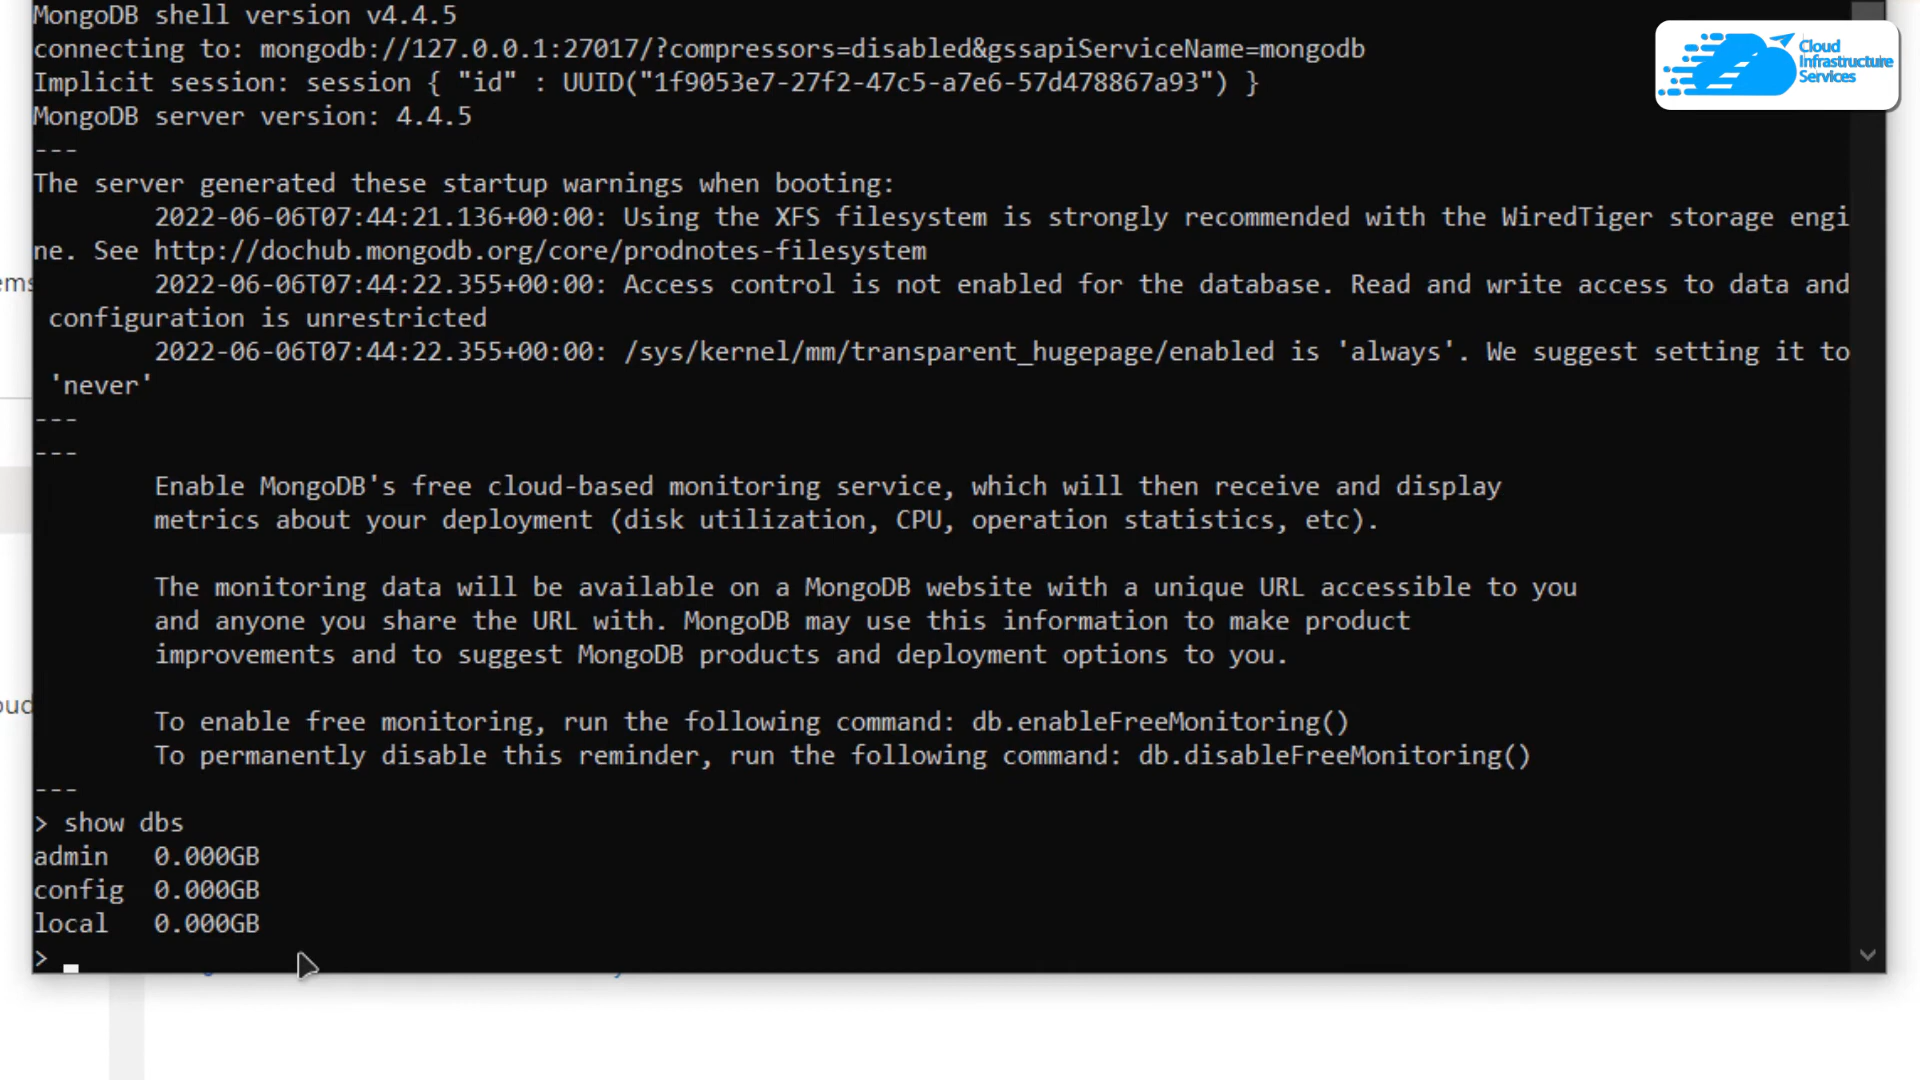 MongoDB shell version v4.4.5
connecting to: mongodb://127.0.0.1:27017/?compressors=disabled&gssapiServiceName=mongodb
Implicit session: session { "id" : UUID("1f9053e7-27f2-47c5-a7e6-57d478867a93") }
MongoDB server version: 4.4.5
---
The server generated these startup warnings when booting:
        2022-06-06T07:44:21.136+00:00: Using the XFS filesystem is strongly recommended with the WiredTiger storage engi
ne. See http://dochub.mongodb.org/core/prodnotes-filesystem
        2022-06-06T07:44:22.355+00:00: Access control is not enabled for the database. Read and write access to data and
 configuration is unrestricted
        2022-06-06T07:44:22.355+00:00: /sys/kernel/mm/transparent_hugepage/enabled is 'always'. We suggest setting it to
 'never'
---
---
        Enable MongoDB's free cloud-based monitoring service, which will then receive and display
        metrics about your deployment (disk utilization, CPU, operation statistics, etc).

        The monitoring data will be available on a MongoDB website with a unique URL accessible to you
        and anyone you share the URL with. MongoDB may use this information to make product
        improvements and to suggest MongoDB products and deployment options to you.

        To enable free monitoring, run the following command: db.enableFreeMonitoring()
        To permanently disable this reminder, run the following command: db.disableFreeMonitoring()
---
> show dbs
admin   0.000GB
config  0.000GB
local   0.000GB
>
Cloud
Infrastructure
Services